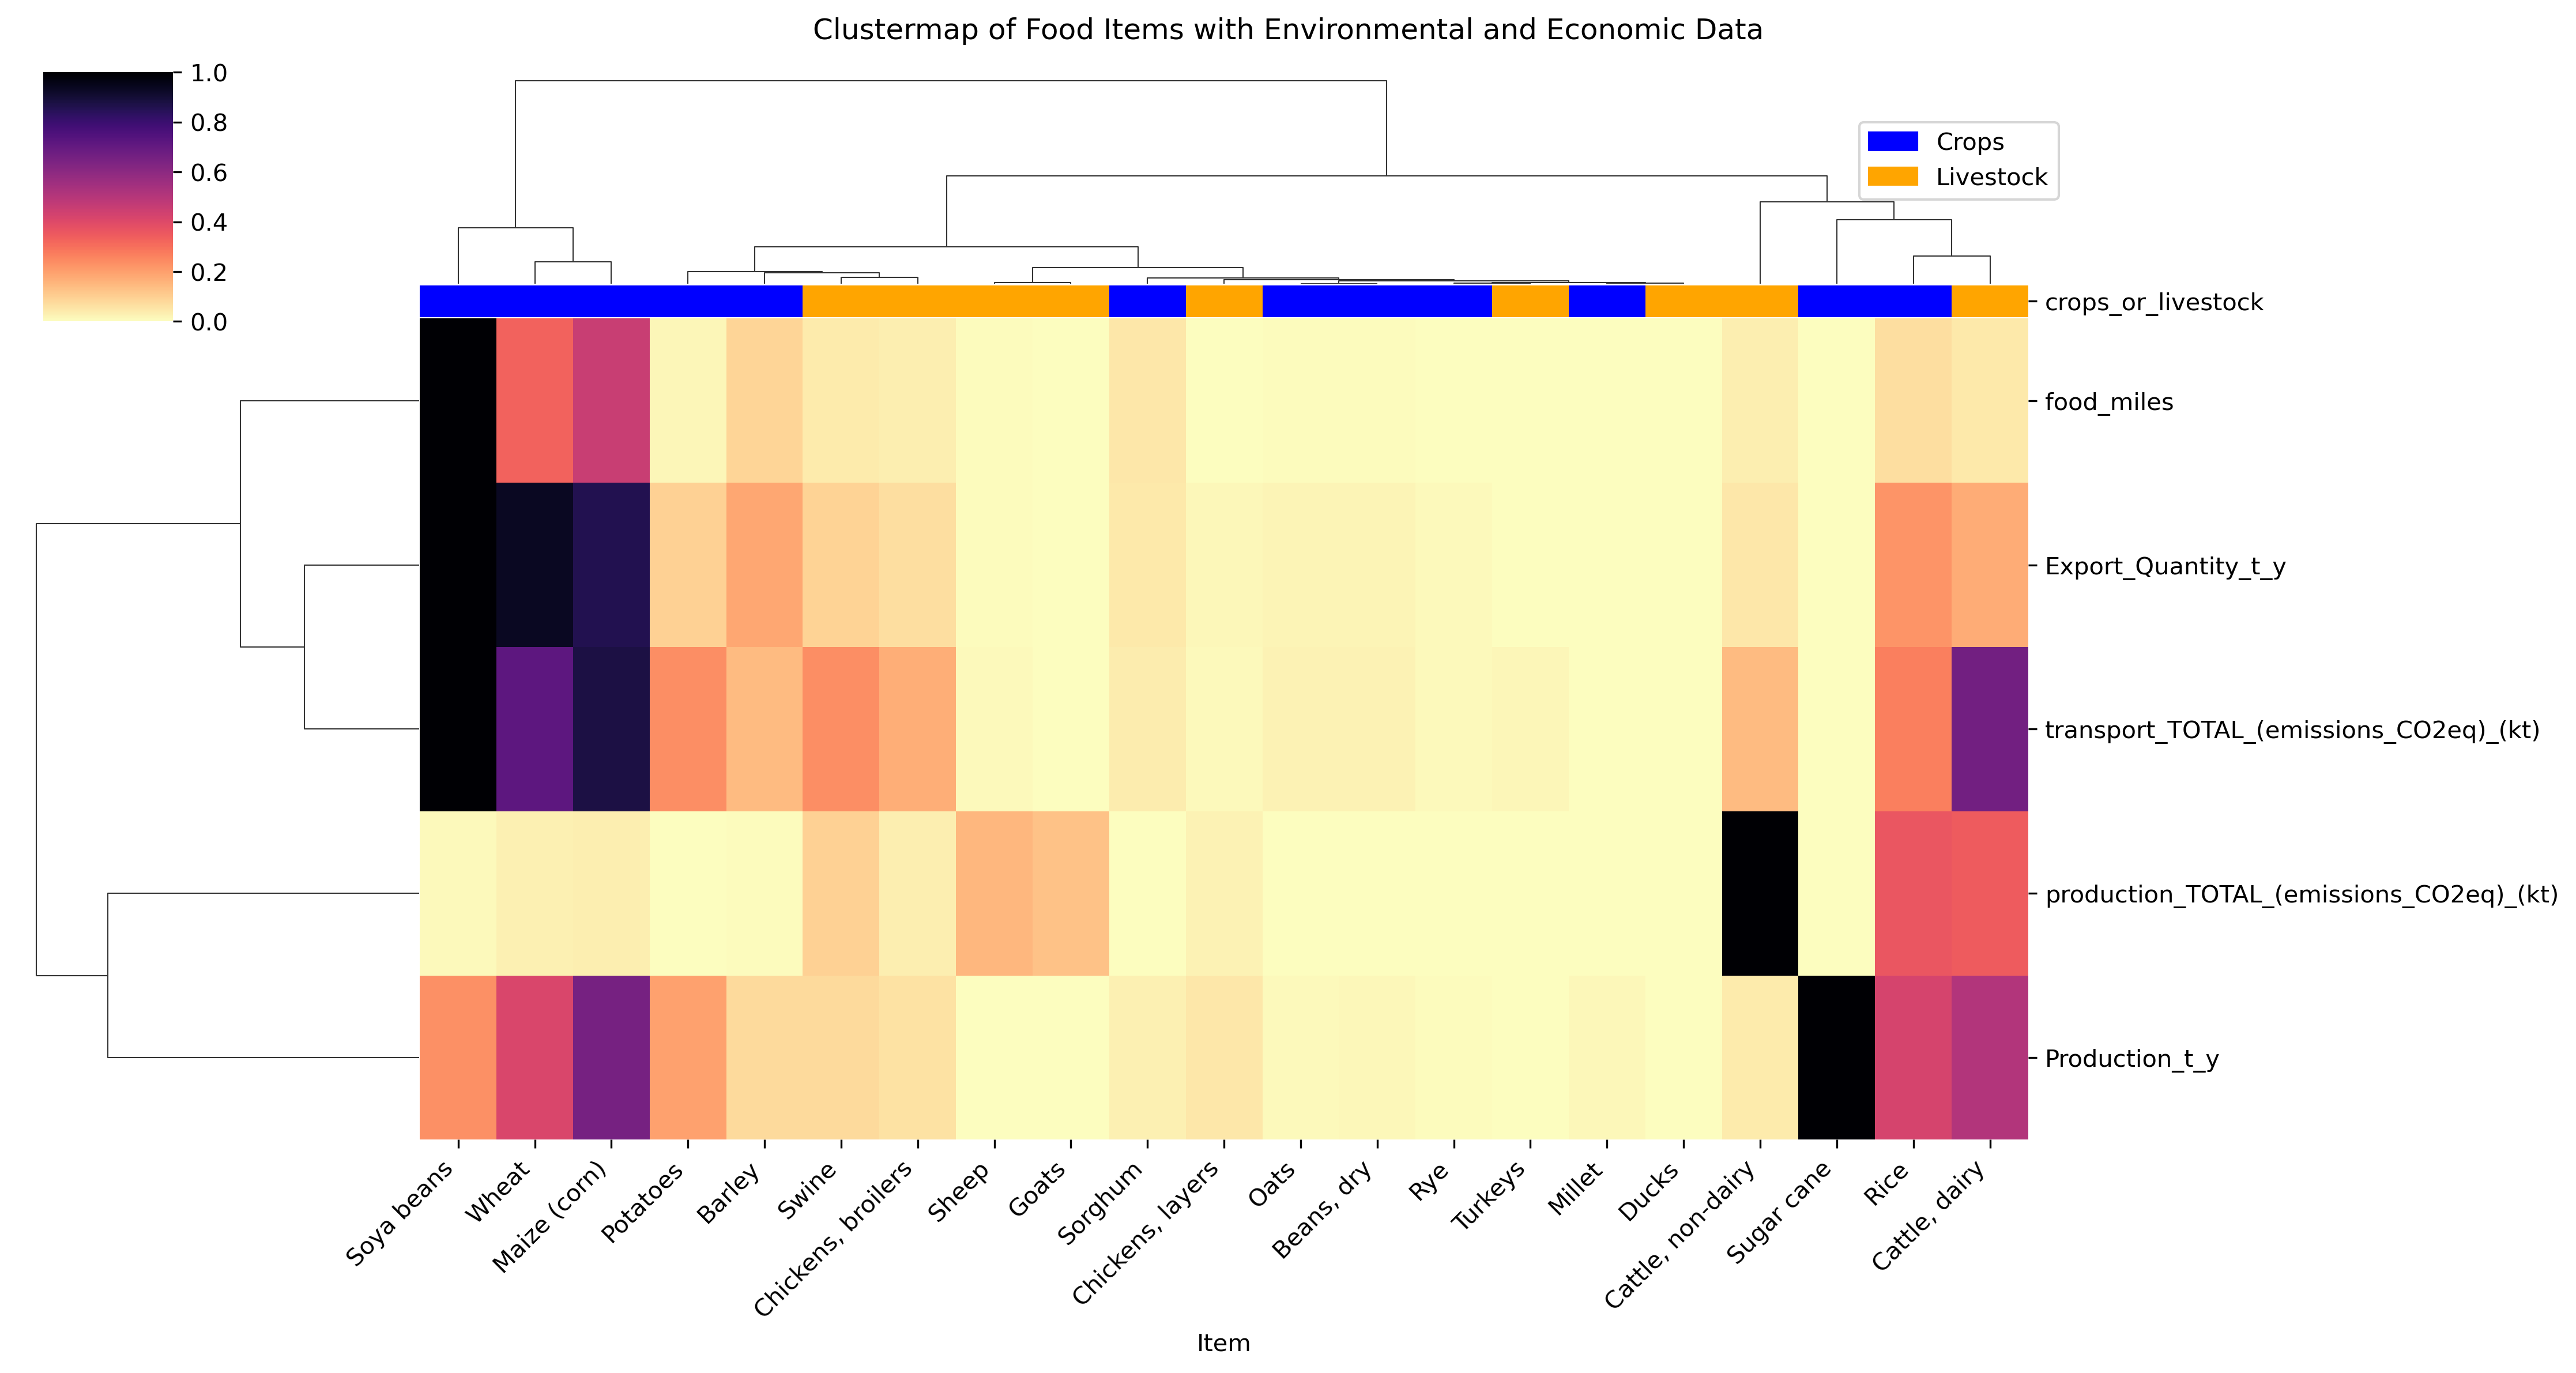 Clustermap of Food Items with Environmental and Economic Data
1.0
0.8
0.6
0.4
0.2
0.0
Crops
Livestock
crops_or_livestock
food_miles
Export_Quantity_t_y
transport_TOTAL_(emissions_CO2eq)_(kt)
production_TOTAL_(emissions_CO2eq)_(kt)
Production_t_y
Soya beans
Wheat
Maize (corn)
Potatoes
Barley
Swine
Chickens, broilers
Sheep
Goats
Sorghum
Chickens, layers
Oats
Beans, dry
Rye
Turkeys
Millet
Ducks
Cattle, non-dairy
Sugar cane
Rice
Cattle, dairy
Item